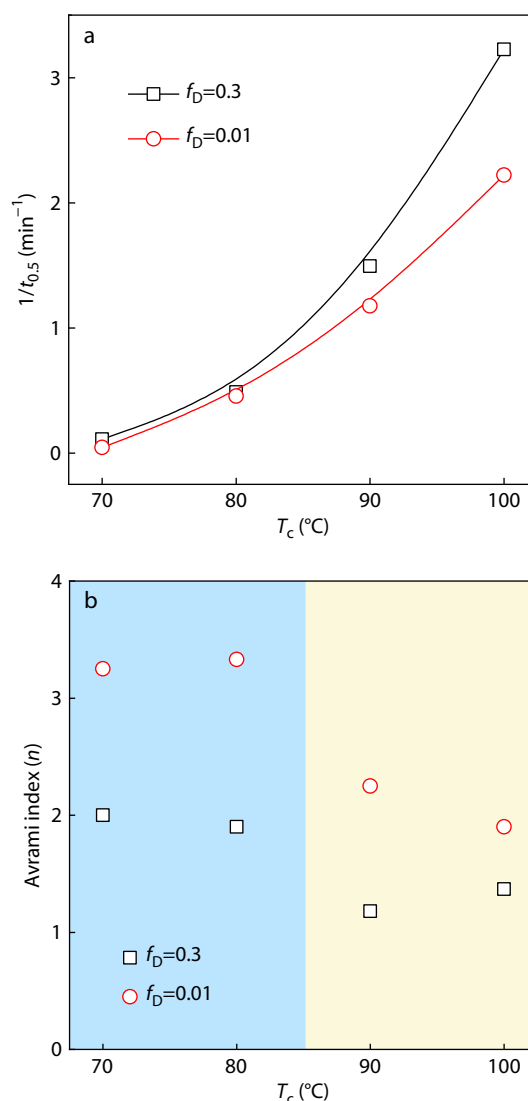 a
3
2
1
0
1/t0.5 (min−1)
fD=0.3
fD=0.01
70 80 90 100
Tc (°C)
b
4
3
2
1
0
Avrami index (n)
fD=0.3
fD=0.01
70 80 90 100
Tc (°C)